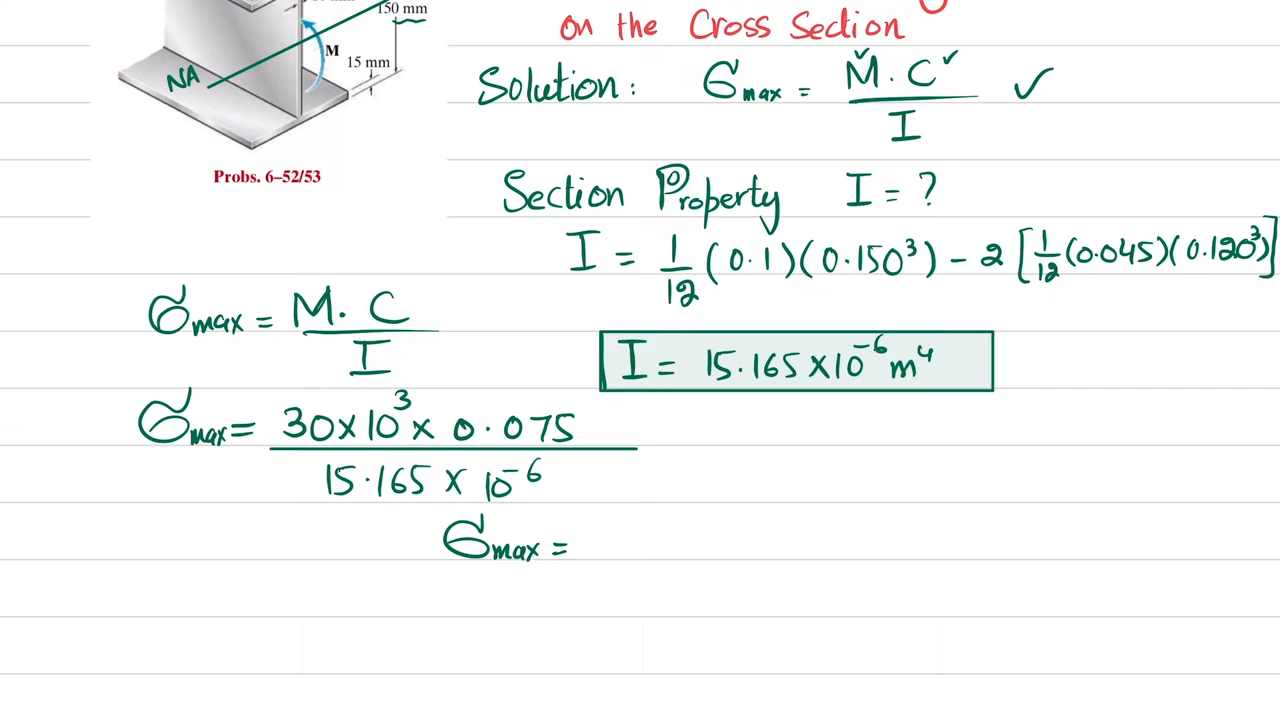 150 mm
on the Cross Section
M
15 mm
NA
Solution: σmax = M. C / I ✓
Probs. 6–52/53
Section Property I = ?
I = 1/12 (0.1)(0.150³) - 2 [1/12 (0.045)(0.120³)]
σmax = M. C / I
I = 15.165 x 10⁻⁶ m⁴
σmax = 30x10³ x 0.075 / 15.165 x 10⁻⁶
σmax =